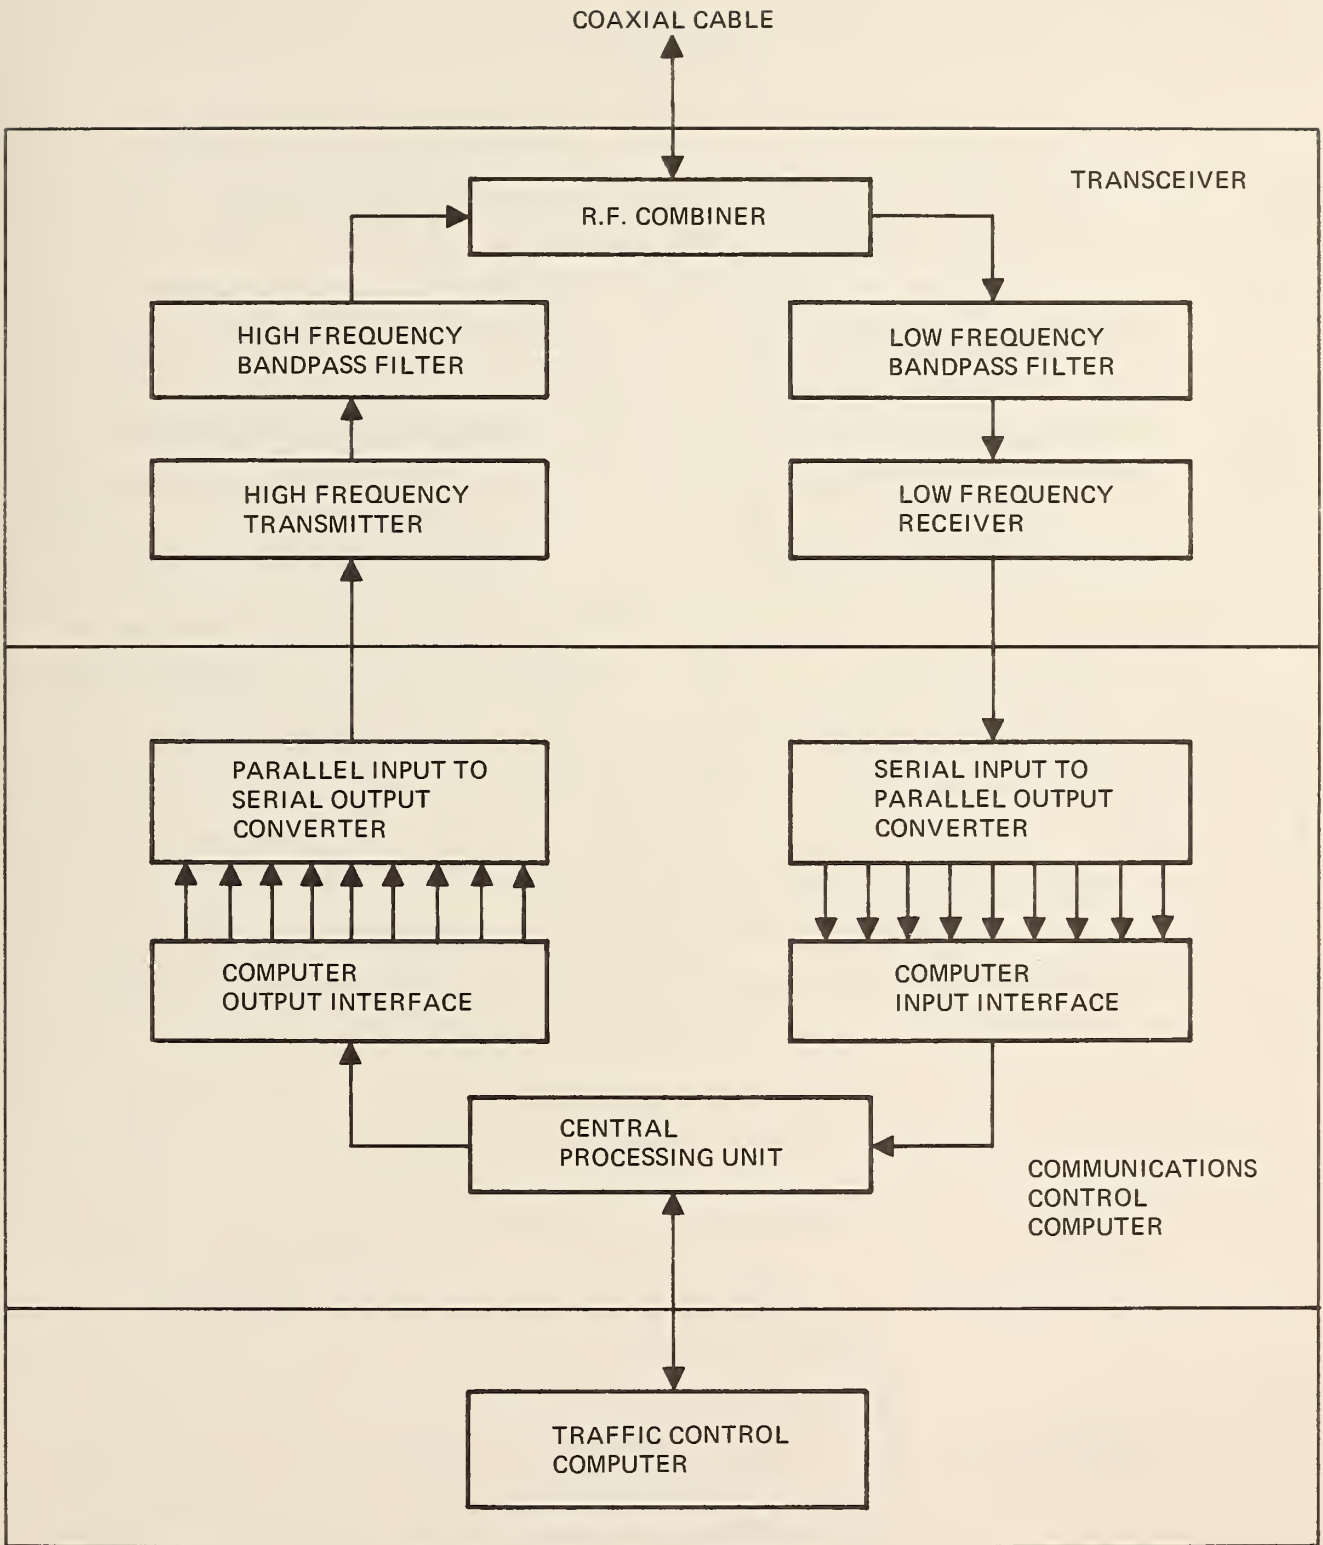 COAXIAL CABLE
TRANSCEIVER
R.F. COMBINER
HIGH FREQUENCY
BANDPASS FILTER
LOW FREQUENCY
BANDPASS FILTER
HIGH FREQUENCY
TRANSMITTER
LOW FREQUENCY
RECEIVER
PARALLEL INPUT TO
SERIAL OUTPUT
CONVERTER
SERIAL INPUT TO
PARALLEL OUTPUT
CONVERTER
COMPUTER
OUTPUT INTERFACE
COMPUTER
INPUT INTERFACE
CENTRAL
PROCESSING UNIT
COMMUNICATIONS
CONTROL
COMPUTER
TRAFFIC CONTROL
COMPUTER